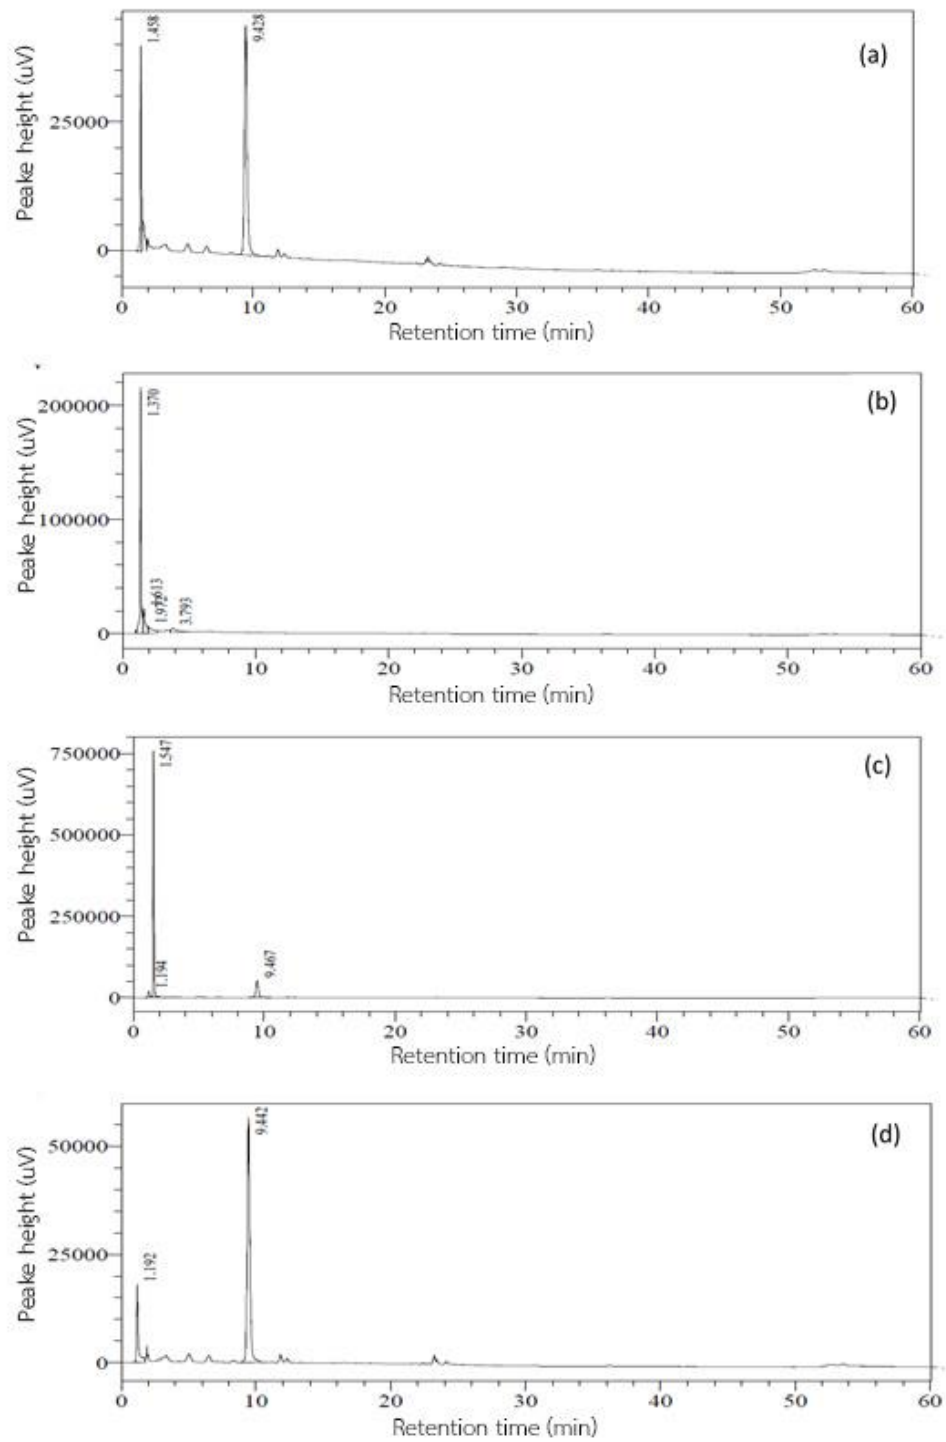 1.458
9.428
(a)
Peake height (uV)
25000
0
0 10 20 30 40 50 60
Retention time (min)
1.370
(b)
Peake height (uV)
200000
100000
.613
1.972
3.793
0
0 10 20 30 40 50 60
Retention time (min)
1.547
(c)
Peake height (uV)
750000
500000
250000
1.194
9.467
0
0 10 20 30 40 50 60
Retention time (min)
9.442
(d)
Peake height (uV)
50000
25000
1.192
0
0 10 20 30 40 50 60
Retention time (min)